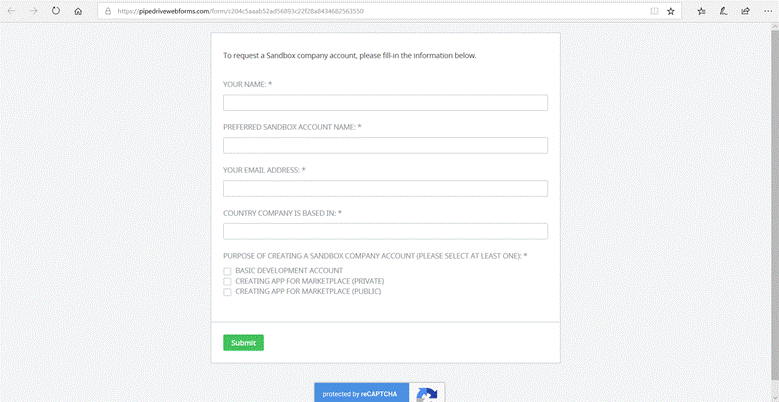 https://pipedrivewebforms.com/form/c204c5aaab52ad56893c22f28a8434682563550
To request a Sandbox company account, please fill-in the information below.
YOUR NAME: *
PREFERRED SANDBOX ACCOUNT NAME: *
YOUR EMAIL ADDRESS: *
COUNTRY COMPANY IS BASED IN: *
PURPOSE OF CREATING A SANDBOX COMPANY ACCOUNT (PLEASE SELECT AT LEAST ONE): *
BASIC DEVELOPMENT ACCOUNT
CREATING APP FOR MARKETPLACE (PRIVATE)
CREATING APP FOR MARKETPLACE (PUBLIC)
Submit
protected by reCAPTCHA